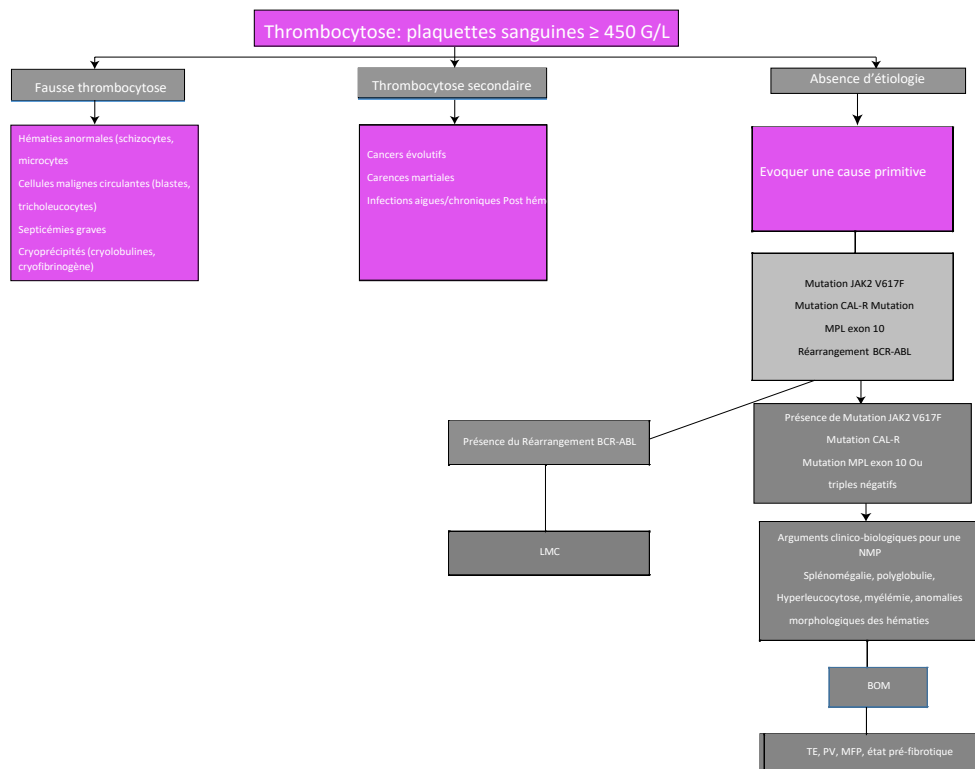 Thrombocytose: plaquettes sanguines ≥ 450 G/L
Fausse thrombocytose
Thrombocytose secondaire
Absence d’étiologie
Hématies anormales (schizocytes,
microcytes
Cellules malignes circulantes (blastes,
tricholeucocytes)
Septicémies graves
Cryoprécipités (cryolobulines,
cryofibrinogène)
Cancers évolutifs
Carences martiales
Infections aigues/chroniques Post hém
Evoquer une cause primitive
Mutation JAK2 V617F
Mutation CAL-R Mutation
MPL exon 10
Réarrangement BCR-ABL
Présence du Réarrangement BCR-ABL
LMC
Présence de Mutation JAK2 V617F
Mutation CAL-R
Mutation MPL exon 10 Ou
triples négatifs
Arguments clinico-biologiques pour une
NMP
Splénomégalie, polyglobulie,
Hyperleucocytose, myélémie, anomalies
morphologiques des hématies
BOM
TE, PV, MFP, état pré-fibrotique